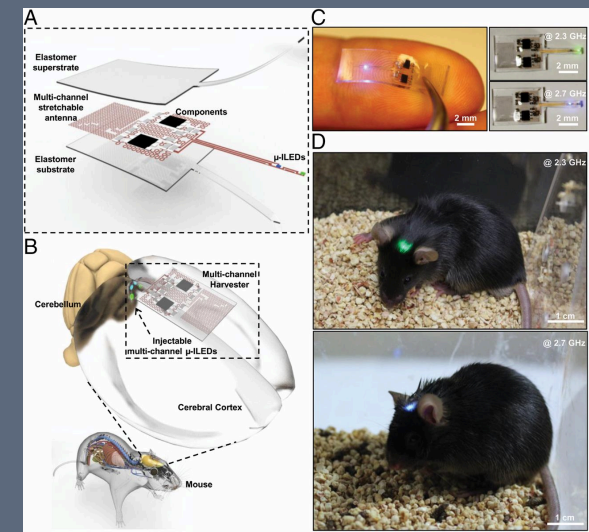 A
Elastomer
superstrate
Multi-channel
stretchable
antenna
Components
μ-ILEDs
Elastomer
substrate
B
Multi-channel
Harvester
Cerebellum
Injectable
multi-channel μ-ILEDs
Cerebral Cortex
Mouse
C
2 mm
@ 2.3 GHz
2 mm
@ 2.7 GHz
2 mm
D
@ 2.3 GHz
1 cm
@ 2.7 GHz
1 cm